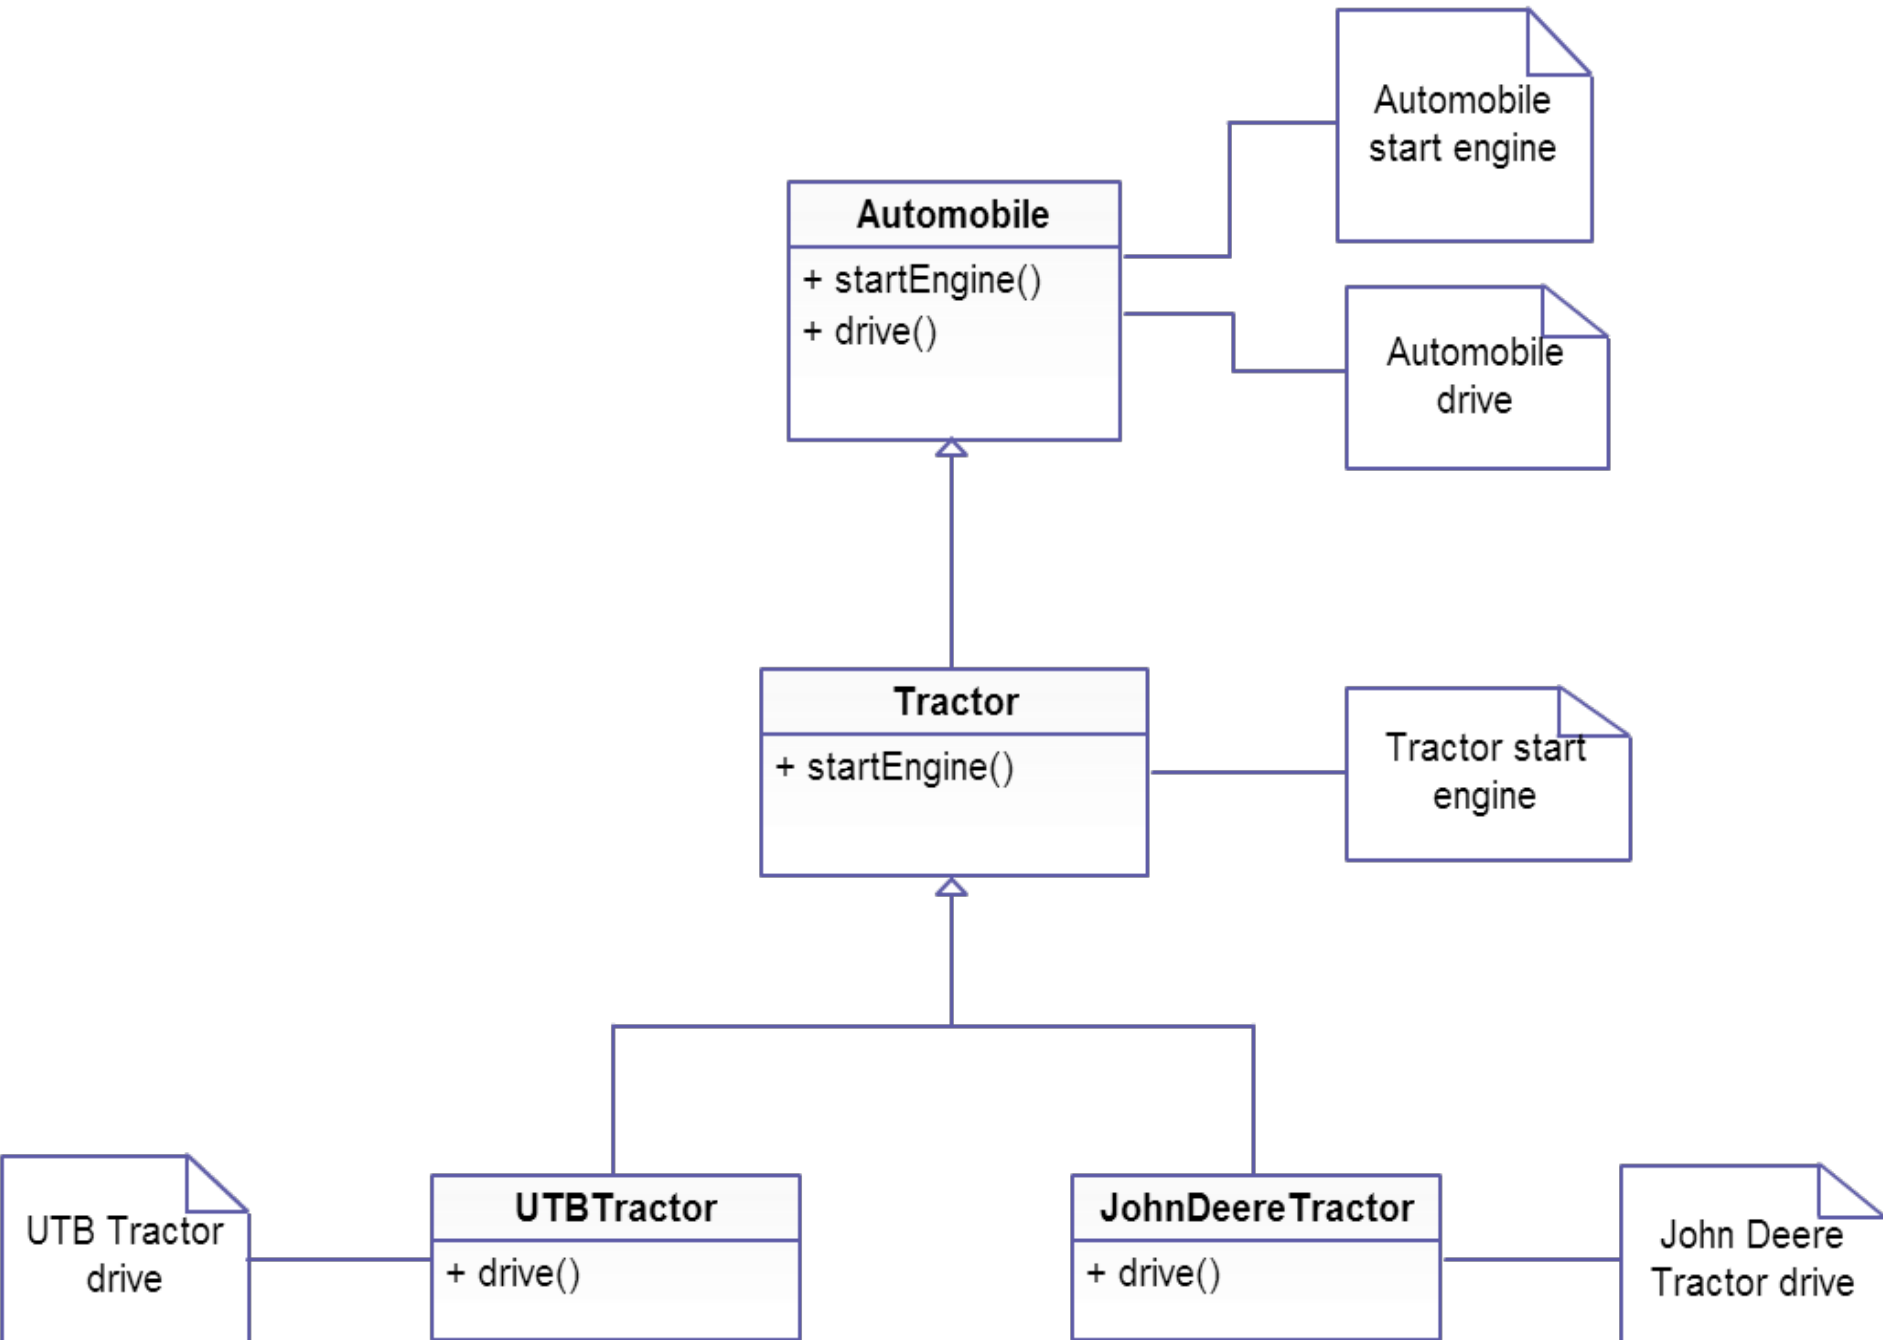 Automobile
start engine
Automobile
+ startEngine()
+ drive()
Automobile
drive
Tractor
+ startEngine()
Tractor start
engine
UTB Tractor
drive
UTBTractor
+ drive()
JohnDeereTractor
+ drive()
John Deere
Tractor drive